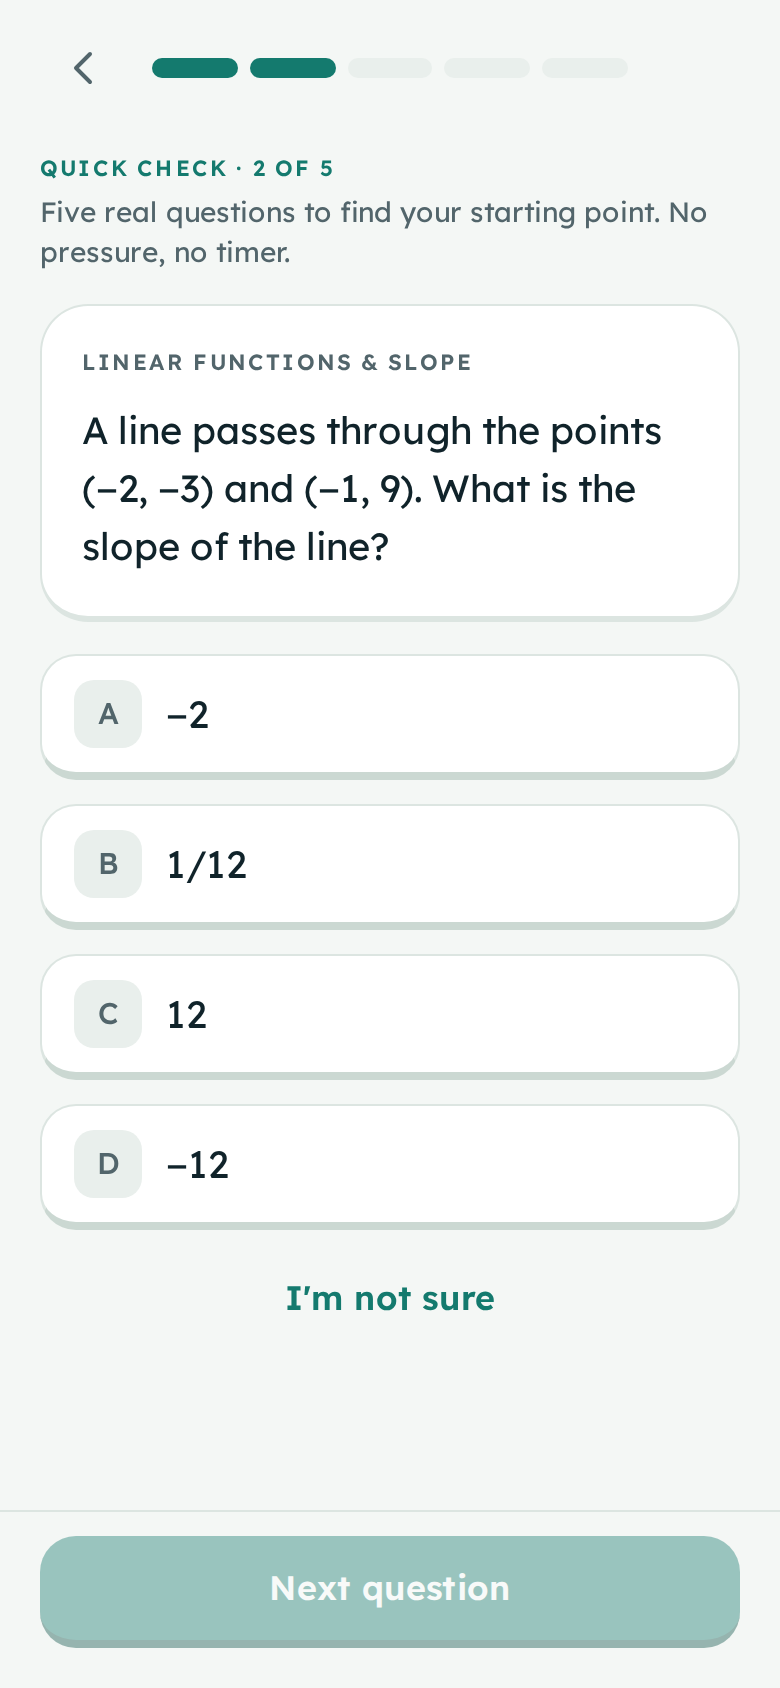 QUICK CHECK · 2 OF 5
Five real questions to find your starting point. No
pressure, no timer.
LINEAR FUNCTIONS & SLOPE
A line passes through the points
(−2, −3) and (−1, 9). What is the
slope of the line?
A −2
B 1/12
C 12
D −12
I'm not sure
Next question